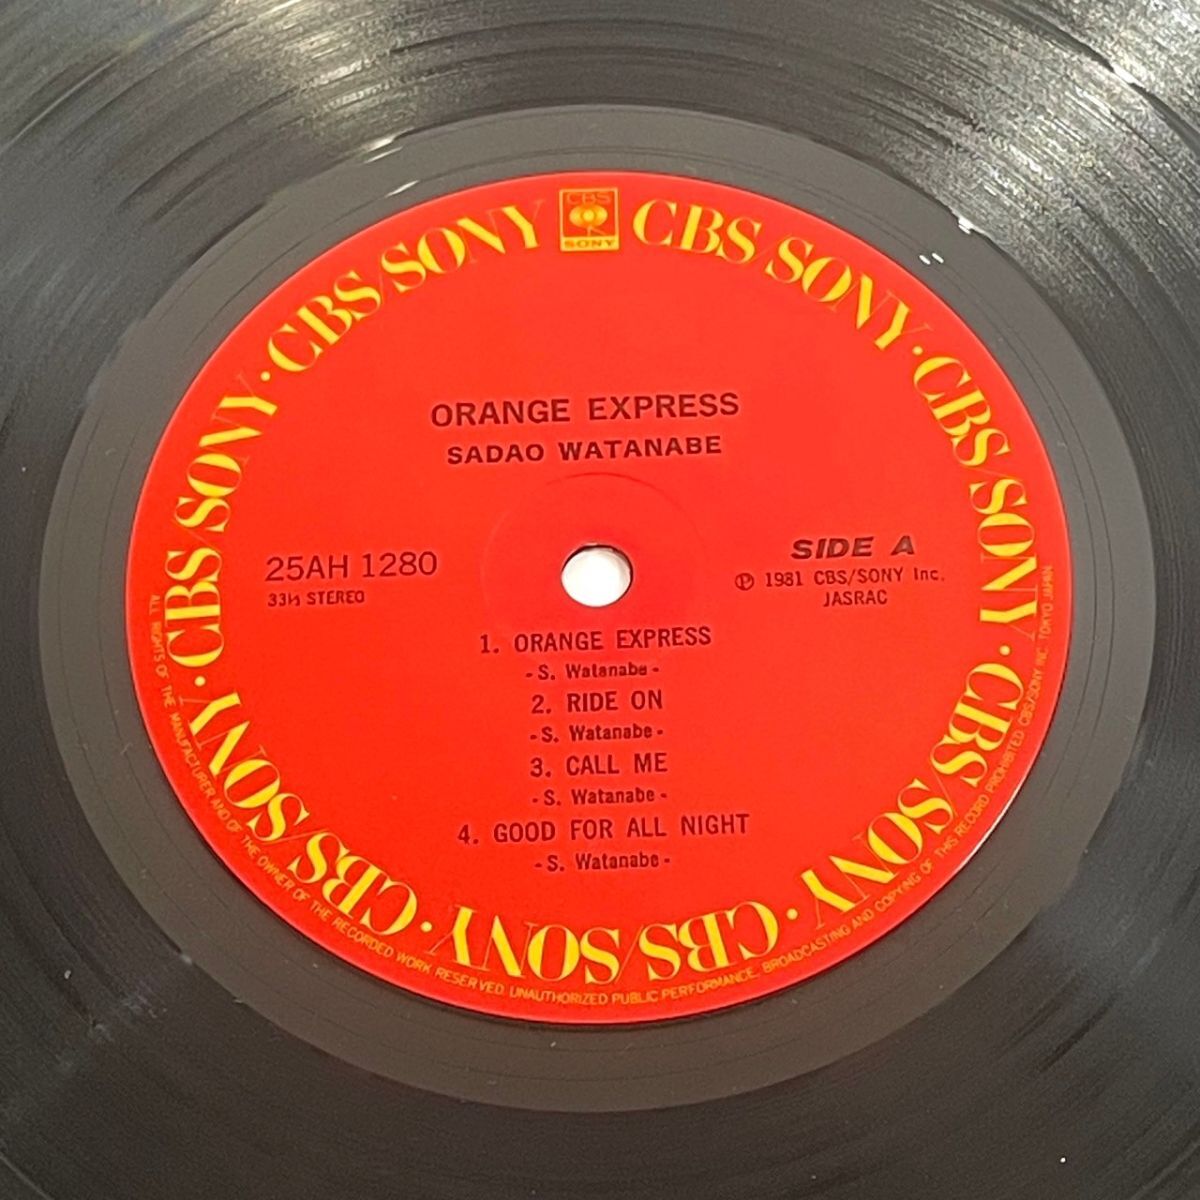 CBS
SONY
CBS/SONY · CBS/SONY · CBS/SONY · CBS/SONY · CBS/SONY · CBS/SONY · CBS/SONY · CBS/SONY
ORANGE EXPRESS
SADAO WATANABE
25AH 1280
33⅓ STEREO
SIDE A
Ⓟ 1981 CBS/SONY Inc.
JASRAC
1. ORANGE EXPRESS
- S. Watanabe -
2. RIDE ON
- S. Watanabe -
3. CALL ME
- S. Watanabe -
4. GOOD FOR ALL NIGHT
- S. Watanabe -
ALL RIGHTS OF THE MANUFACTURER AND OF THE OWNER OF THE RECORDED WORK RESERVED. UNAUTHORIZED PUBLIC PERFORMANCE, BROADCASTING AND COPYING OF THIS RECORD PROHIBITED CBS/SONY INC. TOKYO JAPAN